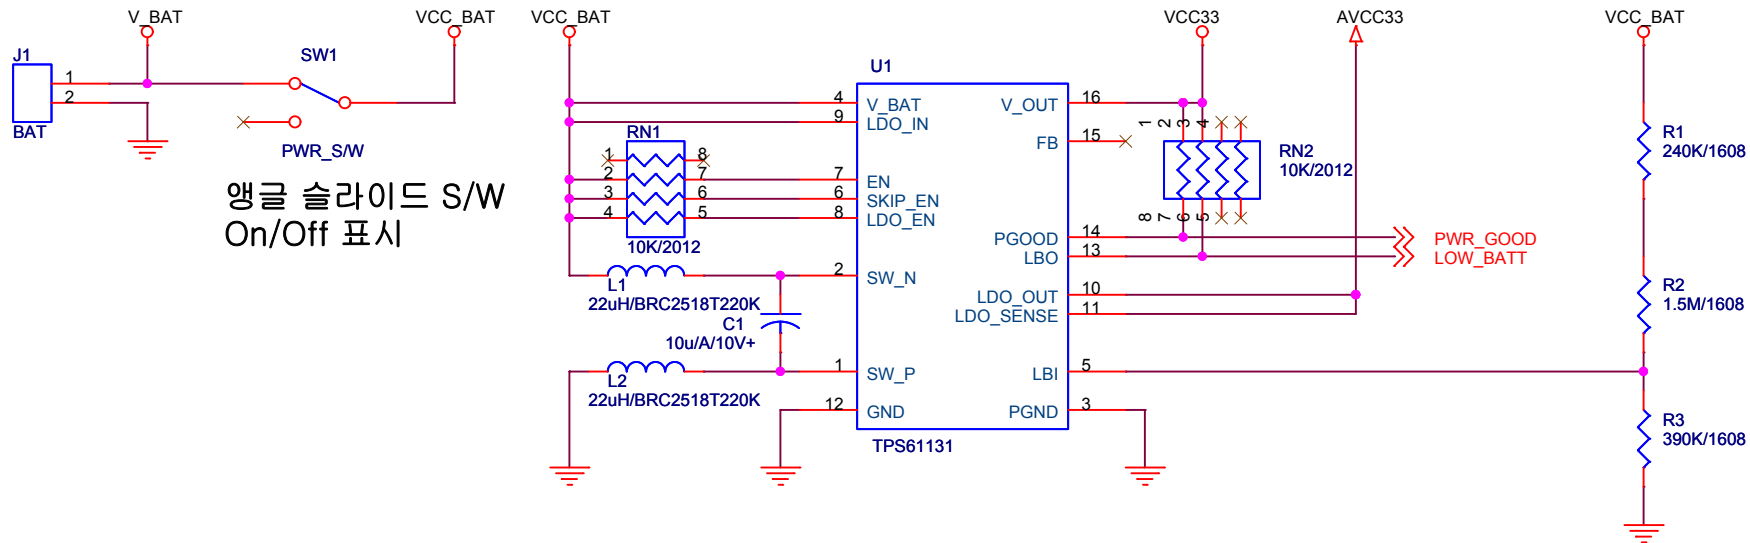 V_BAT
VCC_BAT
VCC_BAT
VCC33
AVCC33
VCC_BAT
J1
1
2
BAT
SW1
PWR_S/W
앵글 슬라이드 S/W
On/Off 표시
U1
4 V_BAT
9 LDO_IN
7 EN
6 SKIP_EN
8 LDO_EN
2 SW_N
1 SW_P
12 GND
V_OUT 16
FB 15
PGOOD 14
LBO 13
LDO_OUT 10
LDO_SENSE 11
LBI 5
PGND 3
TPS61131
RN1
1 8
2 7
3 6
4 5
10K/2012
L1
22uH/BRC2518T220K
C1
10u/A/10V+
L2
22uH/BRC2518T220K
1 2 3 4
RN2
10K/2012
8 7 6 5
PWR_GOOD
LOW_BATT
R1
240K/1608
R2
1.5M/1608
R3
390K/1608